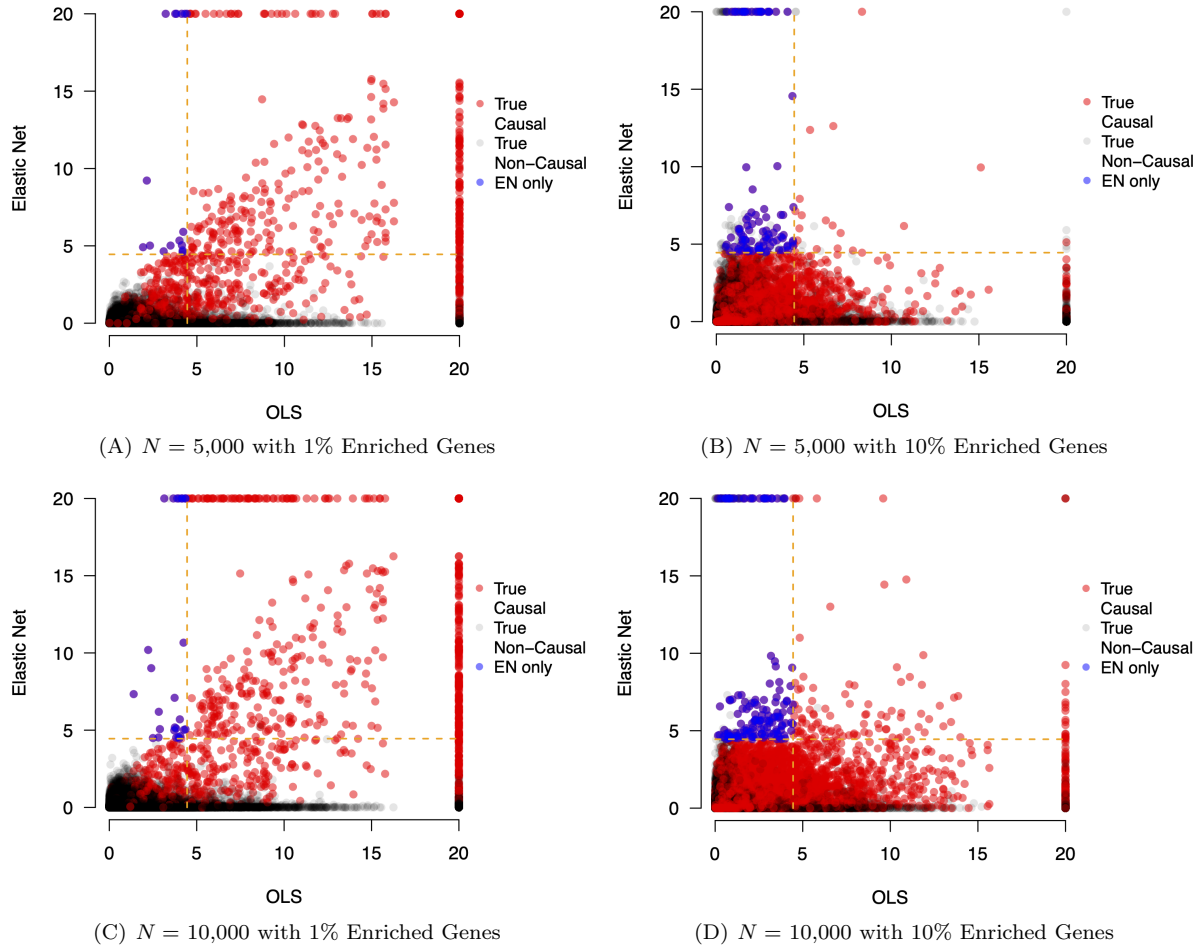 20
15
10
5
0
Elastic Net
0 5 10 15 20
OLS
True
Causal
True
Non−Causal
EN only
(A) N = 5,000 with 1% Enriched Genes
20
15
10
5
0
Elastic Net
0 5 10 15 20
OLS
True
Causal
True
Non−Causal
EN only
(B) N = 5,000 with 10% Enriched Genes
20
15
10
5
0
Elastic Net
0 5 10 15 20
OLS
True
Causal
True
Non−Causal
EN only
(C) N = 10,000 with 1% Enriched Genes
20
15
10
5
0
Elastic Net
0 5 10 15 20
OLS
True
Causal
True
Non−Causal
EN only
(D) N = 10,000 with 10% Enriched Genes